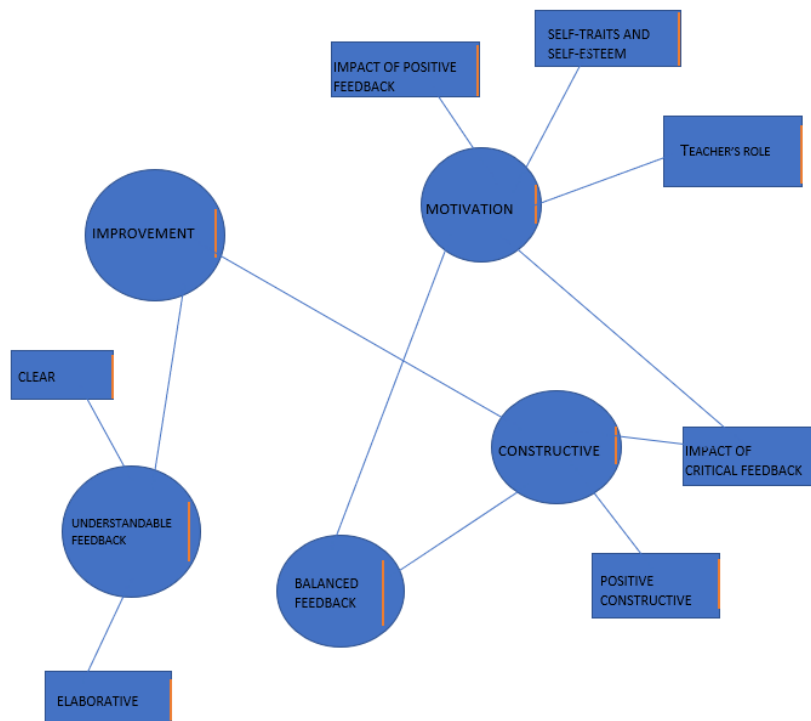 SELF-TRAITS AND
SELF-ESTEEM
IMPACT OF POSITIVE
FEEDBACK
TEACHER'S ROLE
MOTIVATION
IMPROVEMENT
CLEAR
CONSTRUCTIVE
IMPACT OF
CRITICAL FEEDBACK
UNDERSTANDABLE
FEEDBACK
BALANCED
FEEDBACK
POSITIVE
CONSTRUCTIVE
ELABORATIVE